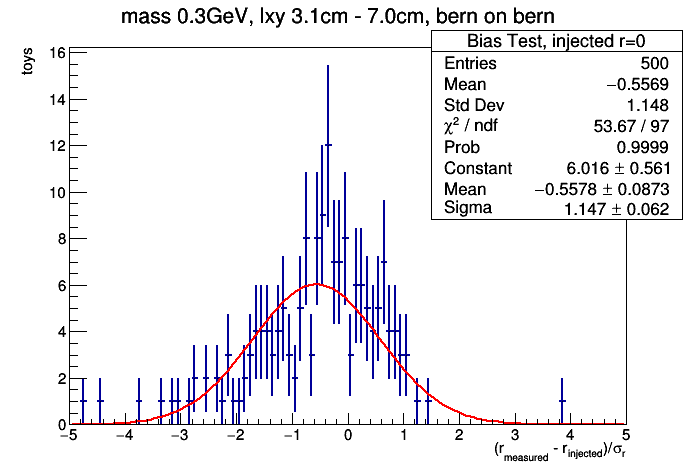 mass 0.3GeV, lxy 3.1cm - 7.0cm, bern on bern
Bias Test, injected r=0
Entries 500
Mean −0.5569
Std Dev 1.148
χ² / ndf 53.67 / 97
Prob 0.9999
Constant 6.016 ± 0.561
Mean −0.5578 ± 0.0873
Sigma 1.147 ± 0.062
toys
16
14
12
10
8
6
4
2
0
−5 −4 −3 −2 −1 0 1 2 3 4 5
(r_measured - r_injected)/σ_r